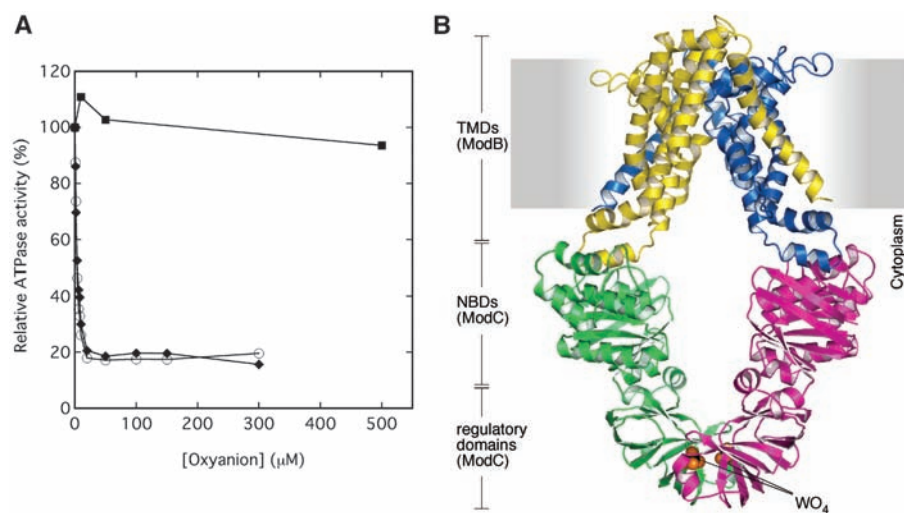 A
Relative ATPase activity (%)
120
100
80
60
40
20
0
0
100
200
300
400
500
[Oxyanion] (μM)
B
TMDs
(ModB)
NBDs
(ModC)
regulatory
domains
(ModC)
Cytoplasm
WO₄